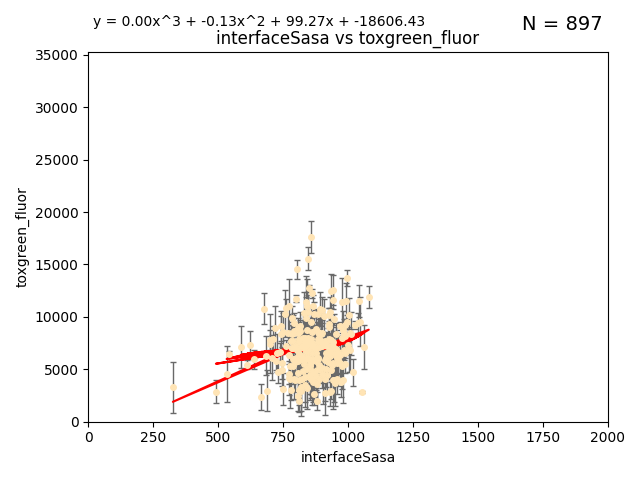 y = 0.00x^3 + -0.13x^2 + 99.27x + -18606.43
N = 897
interfaceSasa vs toxgreen_fluor
35000
30000
25000
20000
15000
10000
5000
0
toxgreen_fluor
0 250 500 750 1000 1250 1500 1750 2000
interfaceSasa